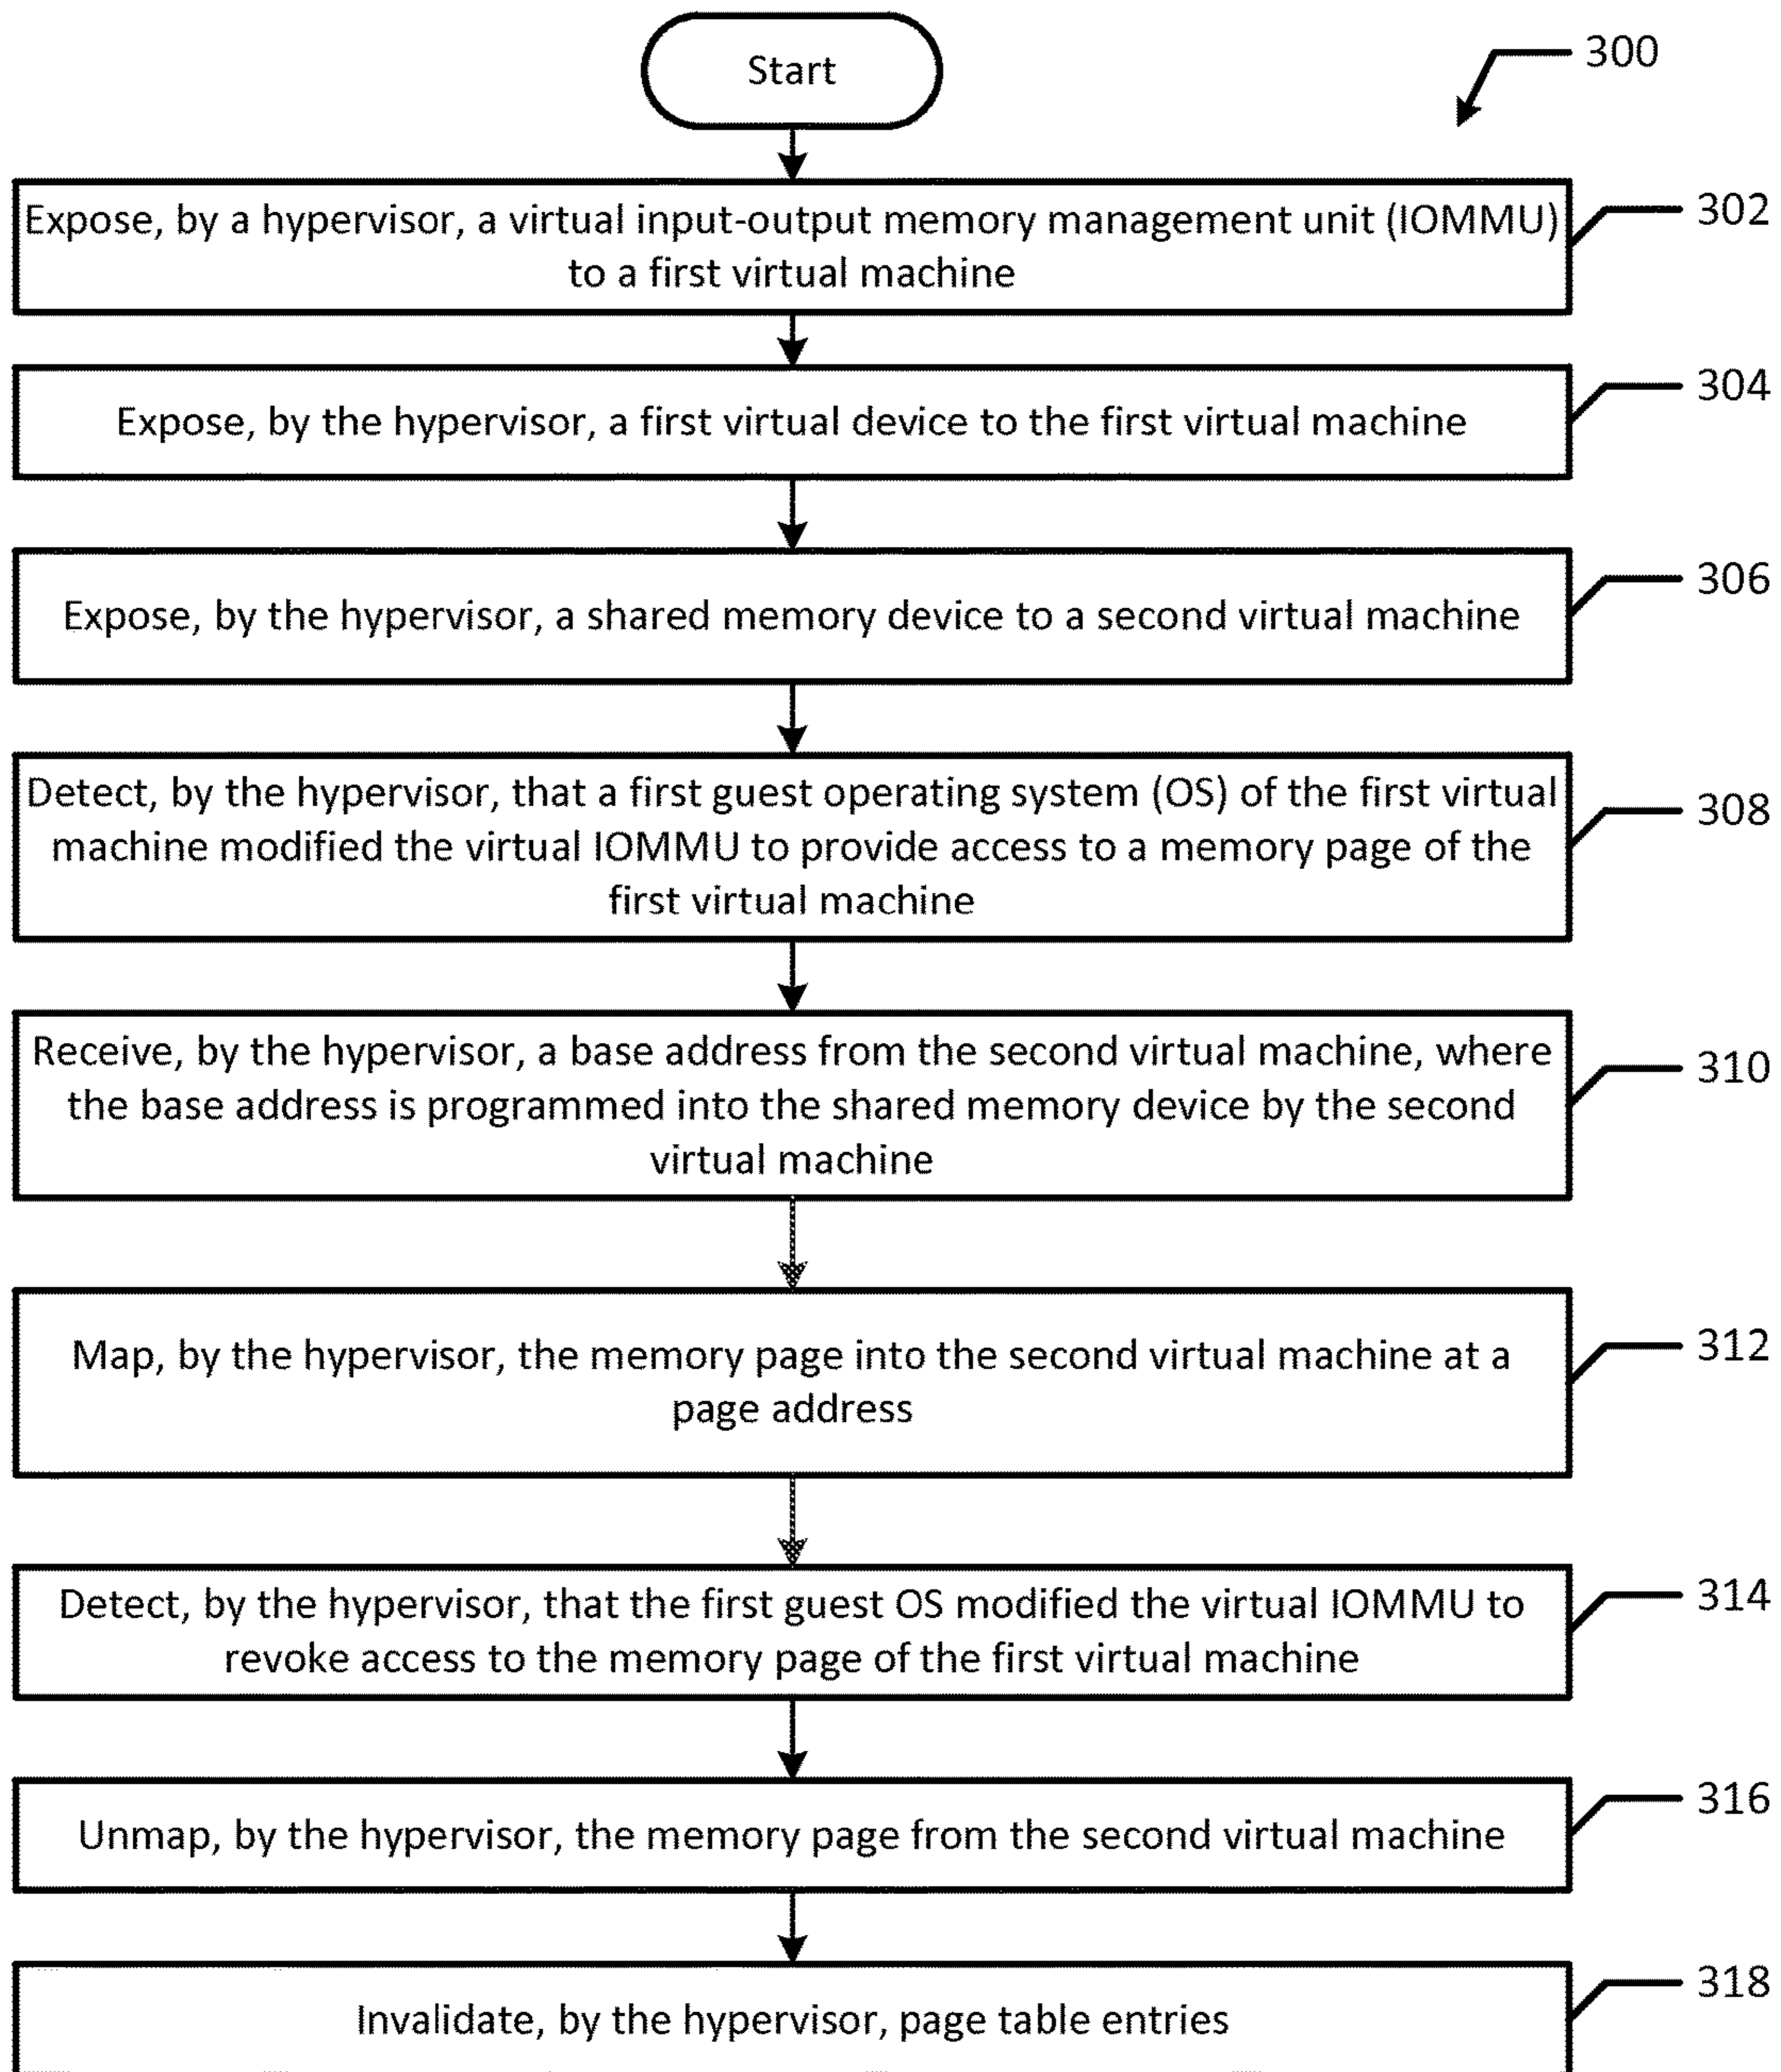 Start
300
Expose, by a hypervisor, a virtual input-output memory management unit (IOMMU)
to a first virtual machine
302
Expose, by the hypervisor, a first virtual device to the first virtual machine
304
Expose, by the hypervisor, a shared memory device to a second virtual machine
306
Detect, by the hypervisor, that a first guest operating system (OS) of the first virtual
machine modified the virtual IOMMU to provide access to a memory page of the
first virtual machine
308
Receive, by the hypervisor, a base address from the second virtual machine, where
the base address is programmed into the shared memory device by the second
virtual machine
310
Map, by the hypervisor, the memory page into the second virtual machine at a
page address
312
Detect, by the hypervisor, that the first guest OS modified the virtual IOMMU to
revoke access to the memory page of the first virtual machine
314
Unmap, by the hypervisor, the memory page from the second virtual machine
316
Invalidate, by the hypervisor, page table entries
318